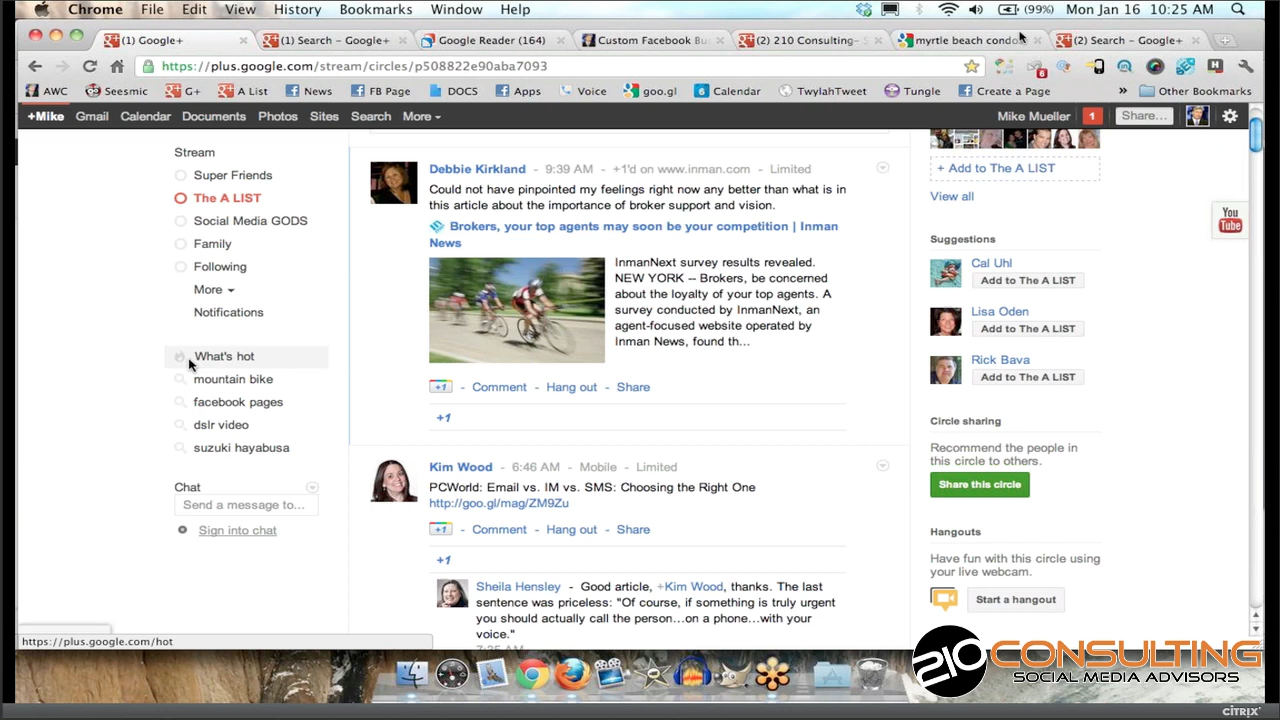 Chrome File Edit View History Bookmarks Window Help (99%) Mon Jan 16 10:25 AM
(1) Google+ (1) Search - Google+ Google Reader (164) Custom Facebook Bu (2) 210 Consulting- S myrtle beach condo (2) Search - Google+
https://plus.google.com/stream/circles/p508822e90aba7093
6
AWC Seesmic G+ A List News FB Page DOCS Apps Voice goo.gl Calendar TwylahTweet Tungle Create a Page » Other Bookmarks
+Mike Gmail Calendar Documents Photos Sites Search More Mike Mueller 1 Share...
Stream
Super Friends
The A LIST
Social Media GODS
Family
Following
More
Notifications
What's hot
mountain bike
facebook pages
dslr video
suzuki hayabusa
Chat
Send a message to...
Sign into chat
Debbie Kirkland - 9:39 AM - +1'd on www.inman.com - Limited
Could not have pinpointed my feelings right now any better than what is in
this article about the importance of broker support and vision.
Brokers, your top agents may soon be your competition | Inman
News
InmanNext survey results revealed.
NEW YORK -- Brokers, be concerned
about the loyalty of your top agents. A
survey conducted by InmanNext, an
agent-focused website operated by
Inman News, found th...
+1 - Comment - Hang out - Share
+1
Kim Wood - 6:46 AM - Mobile - Limited
PCWorld: Email vs. IM vs. SMS: Choosing the Right One
http://goo.gl/mag/ZM9Zu
+1 - Comment - Hang out - Share
+1
Sheila Hensley - Good article, +Kim Wood, thanks. The last
sentence was priceless: "Of course, if something is truly urgent
you should actually call the person…on a phone…with your
voice."
7:35 AM
+ Add to The A LIST
View all
Suggestions
Cal Uhl
Add to The A LIST
Lisa Oden
Add to The A LIST
Rick Bava
Add to The A LIST
Circle sharing
Recommend the people in
this circle to others.
Share this circle
Hangouts
Have fun with this circle using
your live webcam.
Start a hangout
You
Tube
https://plus.google.com/hot
210 CONSULTING
SOCIAL MEDIA ADVISORS
CITRIX